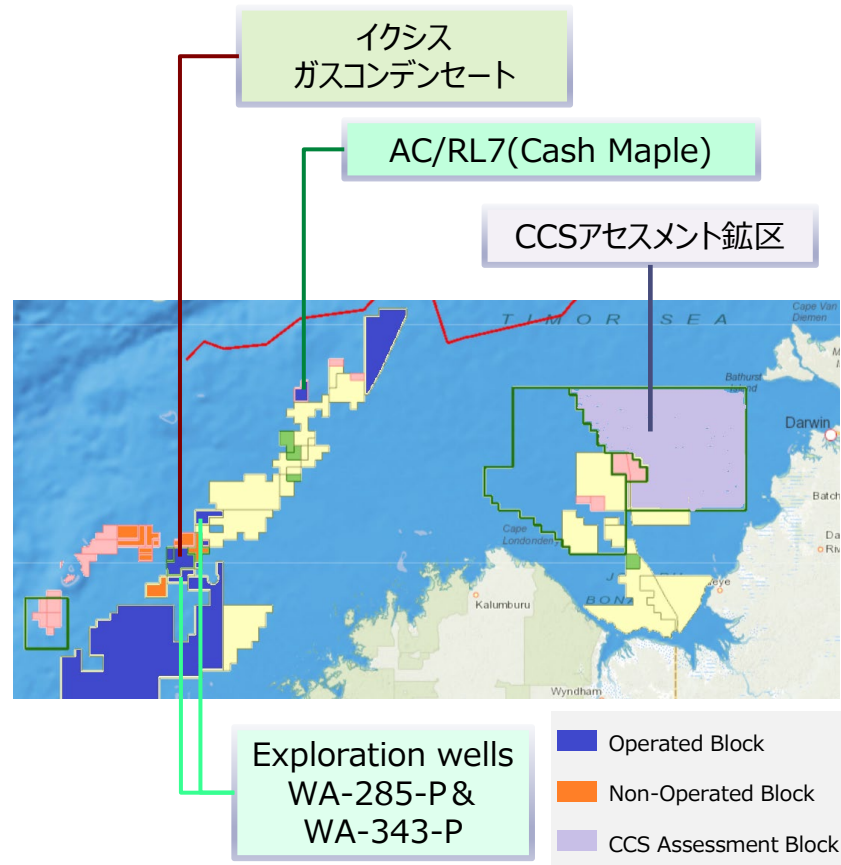 イクシス
ガスコンデンセート
AC/RL7(Cash Maple)
CCSアセスメント鉱区
TIMOR SEA
Cape Van
Diemen
Bathurst
Island
Darwin
Batch
Cape
Londonderry
Kalumburu
BON
Wyndham
Exploration wells
WA-285-P&
WA-343-P
Operated Block
Non-Operated Block
CCS Assessment Block